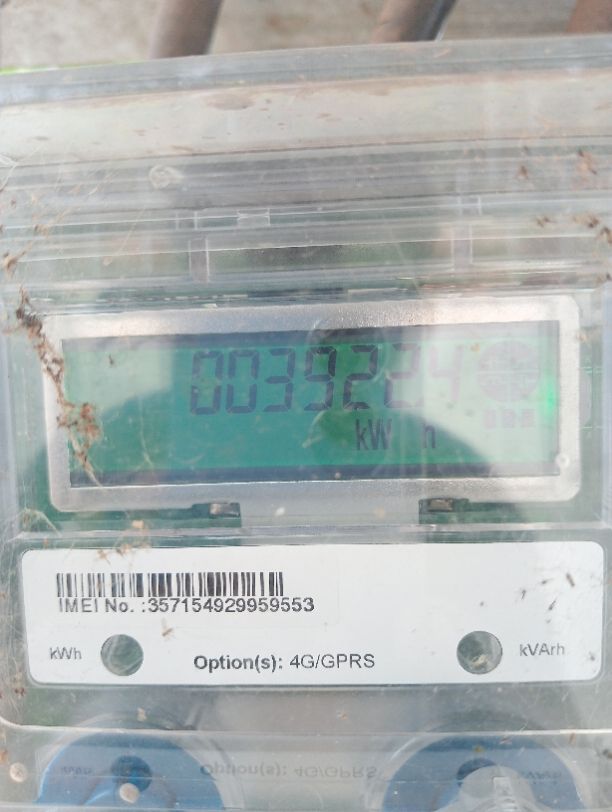 0039224
kW h
IMEI No. :357154929959553
kWh
Option(s): 4G/GPRS
kVArh